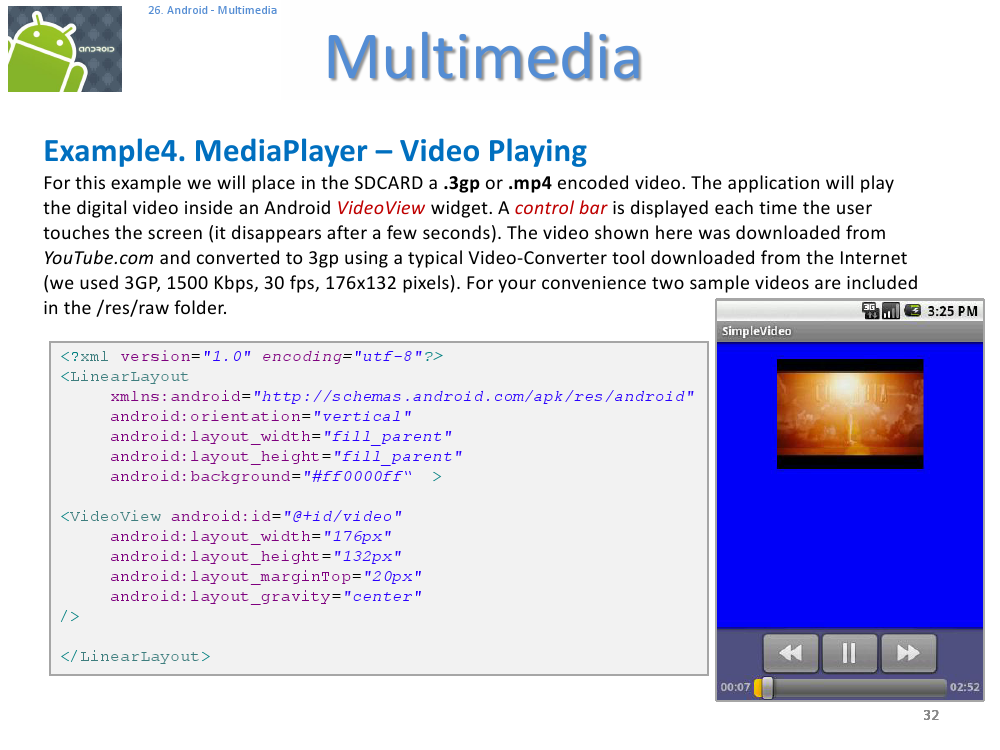 26. Android - Multimedia
ANDROID
Multimedia
Example4. MediaPlayer – Video Playing
For this example we will place in the SDCARD a .3gp or .mp4 encoded video. The application will play
the digital video inside an Android VideoView widget. A control bar is displayed each time the user
touches the screen (it disappears after a few seconds). The video shown here was downloaded from
YouTube.com and converted to 3gp using a typical Video-Converter tool downloaded from the Internet
(we used 3GP, 1500 Kbps, 30 fps, 176x132 pixels). For your convenience two sample videos are included
in the /res/raw folder.
<?xml version="1.0" encoding="utf-8"?>
<LinearLayout
xmlns:android="http://schemas.android.com/apk/res/android"
android:orientation="vertical"
android:layout_width="fill_parent"
android:layout_height="fill_parent"
android:background="#ff0000ff“ >
<VideoView android:id="@+id/video"
android:layout_width="176px"
android:layout_height="132px"
android:layout_marginTop="20px"
android:layout_gravity="center"
/>
</LinearLayout>
3G 3:25 PM
SimpleVideo
00:07 02:52
32